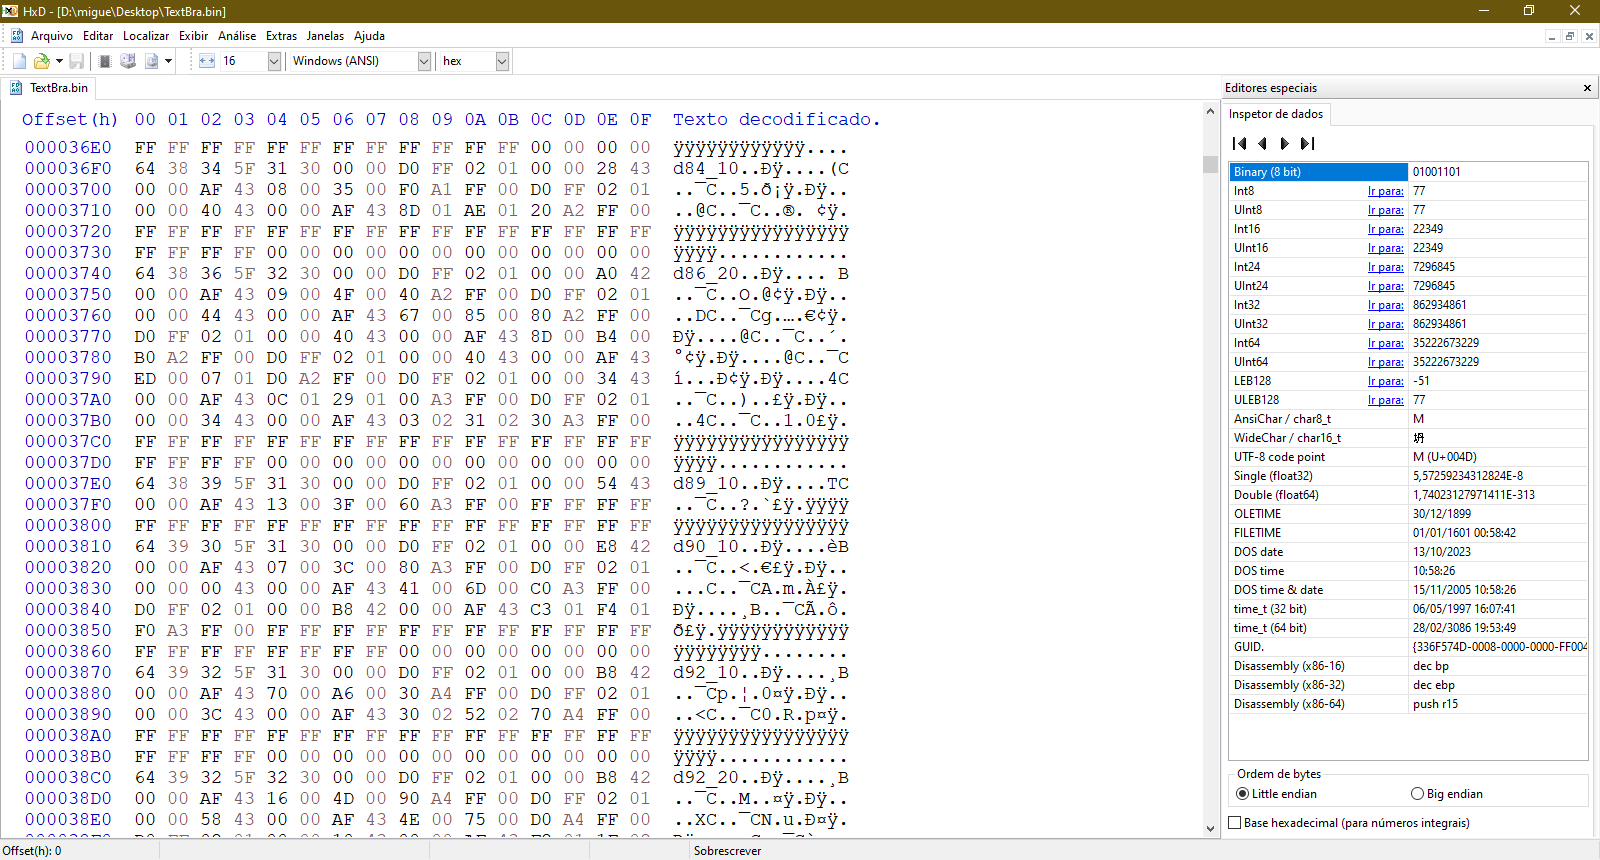 HxD - [D:\migue\Desktop\TextBra.bin]
Arquivo Editar Localizar Exibir Análise Extras Janelas Ajuda
16 Windows (ANSI) hex
TextBra.bin
Offset(h) 00 01 02 03 04 05 06 07 08 09 0A 0B 0C 0D 0E 0F Texto decodificado.
000036E0 FF FF FF FF FF FF FF FF FF FF FF FF 00 00 00 00 ÿÿÿÿÿÿÿÿÿÿÿÿ....
000036F0 64 38 34 5F 31 30 00 00 D0 FF 02 01 00 00 28 43 d84_10..Ðÿ....(C
00003700 00 00 AF 43 08 00 35 00 F0 A1 FF 00 D0 FF 02 01 ..¯C..5.ð¡ÿ.Ðÿ..
00003710 00 00 40 43 00 00 AF 43 8D 01 AE 01 20 A2 FF 00 ..@C..¯C..®. ¢ÿ.
00003720 FF FF FF FF FF FF FF FF FF FF FF FF FF FF FF FF ÿÿÿÿÿÿÿÿÿÿÿÿÿÿÿÿ
00003730 FF FF FF FF 00 00 00 00 00 00 00 00 00 00 00 00 ÿÿÿÿ............
00003740 64 38 36 5F 32 30 00 00 D0 FF 02 01 00 00 A0 42 d86_20..Ðÿ.... B
00003750 00 00 AF 43 09 00 4F 00 40 A2 FF 00 D0 FF 02 01 ..¯C..O.@¢ÿ.Ðÿ..
00003760 00 00 44 43 00 00 AF 43 67 00 85 00 80 A2 FF 00 ..DC..¯Cg.….€¢ÿ.
00003770 D0 FF 02 01 00 00 40 43 00 00 AF 43 8D 00 B4 00 Ðÿ....@C..¯C..´.
00003780 B0 A2 FF 00 D0 FF 02 01 00 00 40 43 00 00 AF 43 °¢ÿ.Ðÿ....@C..¯C
00003790 ED 00 07 01 D0 A2 FF 00 D0 FF 02 01 00 00 34 43 í...Ð¢ÿ.Ðÿ....4C
000037A0 00 00 AF 43 0C 01 29 01 00 A3 FF 00 D0 FF 02 01 ..¯C..)..£ÿ.Ðÿ..
000037B0 00 00 34 43 00 00 AF 43 03 02 31 02 30 A3 FF 00 ..4C..¯C..1.0£ÿ.
000037C0 FF FF FF FF FF FF FF FF FF FF FF FF FF FF FF FF ÿÿÿÿÿÿÿÿÿÿÿÿÿÿÿÿ
000037D0 FF FF FF FF 00 00 00 00 00 00 00 00 00 00 00 00 ÿÿÿÿ............
000037E0 64 38 39 5F 31 30 00 00 D0 FF 02 01 00 00 54 43 d89_10..Ðÿ....TC
000037F0 00 00 AF 43 13 00 3F 00 60 A3 FF 00 FF FF FF FF ..¯C..?.`£ÿ.ÿÿÿÿ
00003800 FF FF FF FF FF FF FF FF FF FF FF FF FF FF FF FF ÿÿÿÿÿÿÿÿÿÿÿÿÿÿÿÿ
00003810 64 39 30 5F 31 30 00 00 D0 FF 02 01 00 00 E8 42 d90_10..Ðÿ....èB
00003820 00 00 AF 43 07 00 3C 00 80 A3 FF 00 D0 FF 02 01 ..¯C..<.€£ÿ.Ðÿ..
00003830 00 00 00 43 00 00 AF 43 41 00 6D 00 C0 A3 FF 00 ...C..¯CA.m.À£ÿ.
00003840 D0 FF 02 01 00 00 B8 42 00 00 AF 43 C3 01 F4 01 Ðÿ....¸B..¯CÃ.ô.
00003850 F0 A3 FF 00 FF FF FF FF FF FF FF FF FF FF FF FF ð£ÿ.ÿÿÿÿÿÿÿÿÿÿÿÿ
00003860 FF FF FF FF FF FF FF FF 00 00 00 00 00 00 00 00 ÿÿÿÿÿÿÿÿ........
00003870 64 39 32 5F 31 30 00 00 D0 FF 02 01 00 00 B8 42 d92_10..Ðÿ....¸B
00003880 00 00 AF 43 70 00 A6 00 30 A4 FF 00 D0 FF 02 01 ..¯Cp.¦.0¤ÿ.Ðÿ..
00003890 00 00 3C 43 00 00 AF 43 30 02 52 02 70 A4 FF 00 ..<C..¯C0.R.p¤ÿ.
000038A0 FF FF FF FF FF FF FF FF FF FF FF FF FF FF FF FF ÿÿÿÿÿÿÿÿÿÿÿÿÿÿÿÿ
000038B0 FF FF FF FF 00 00 00 00 00 00 00 00 00 00 00 00 ÿÿÿÿ............
000038C0 64 39 32 5F 32 30 00 00 D0 FF 02 01 00 00 B8 42 d92_20..Ðÿ....¸B
000038D0 00 00 AF 43 16 00 4D 00 90 A4 FF 00 D0 FF 02 01 ..¯C..M..¤ÿ.Ðÿ..
000038E0 00 00 58 43 00 00 AF 43 4E 00 75 00 D0 A4 FF 00 ..XC..¯CN.u.Ð¤ÿ.
Editores especiais
Inspetor de dados
Binary (8 bit) 01001101
Int8 Ir para: 77
UInt8 Ir para: 77
Int16 Ir para: 22349
UInt16 Ir para: 22349
Int24 Ir para: 7296845
UInt24 Ir para: 7296845
Int32 Ir para: 862934861
UInt32 Ir para: 862934861
Int64 Ir para: 35222673229
UInt64 Ir para: 35222673229
LEB128 Ir para: -51
ULEB128 Ir para: 77
AnsiChar / char8_t M
WideChar / char16_t 坍
UTF-8 code point M (U+004D)
Single (float32) 5,57259234312824E-8
Double (float64) 1,74023127971411E-313
OLETIME 30/12/1899
FILETIME 01/01/1601 00:58:42
DOS date 13/10/2023
DOS time 10:58:26
DOS time & date 15/11/2005 10:58:26
time_t (32 bit) 06/05/1997 16:07:41
time_t (64 bit) 28/02/3086 19:53:49
GUID. {336F574D-0008-0000-0000-FF004
Disassembly (x86-16) dec bp
Disassembly (x86-32) dec ebp
Disassembly (x86-64) push r15
Ordem de bytes
Little endian Big endian
Base hexadecimal (para números integrais)
Offset(h): 0 Sobrescrever